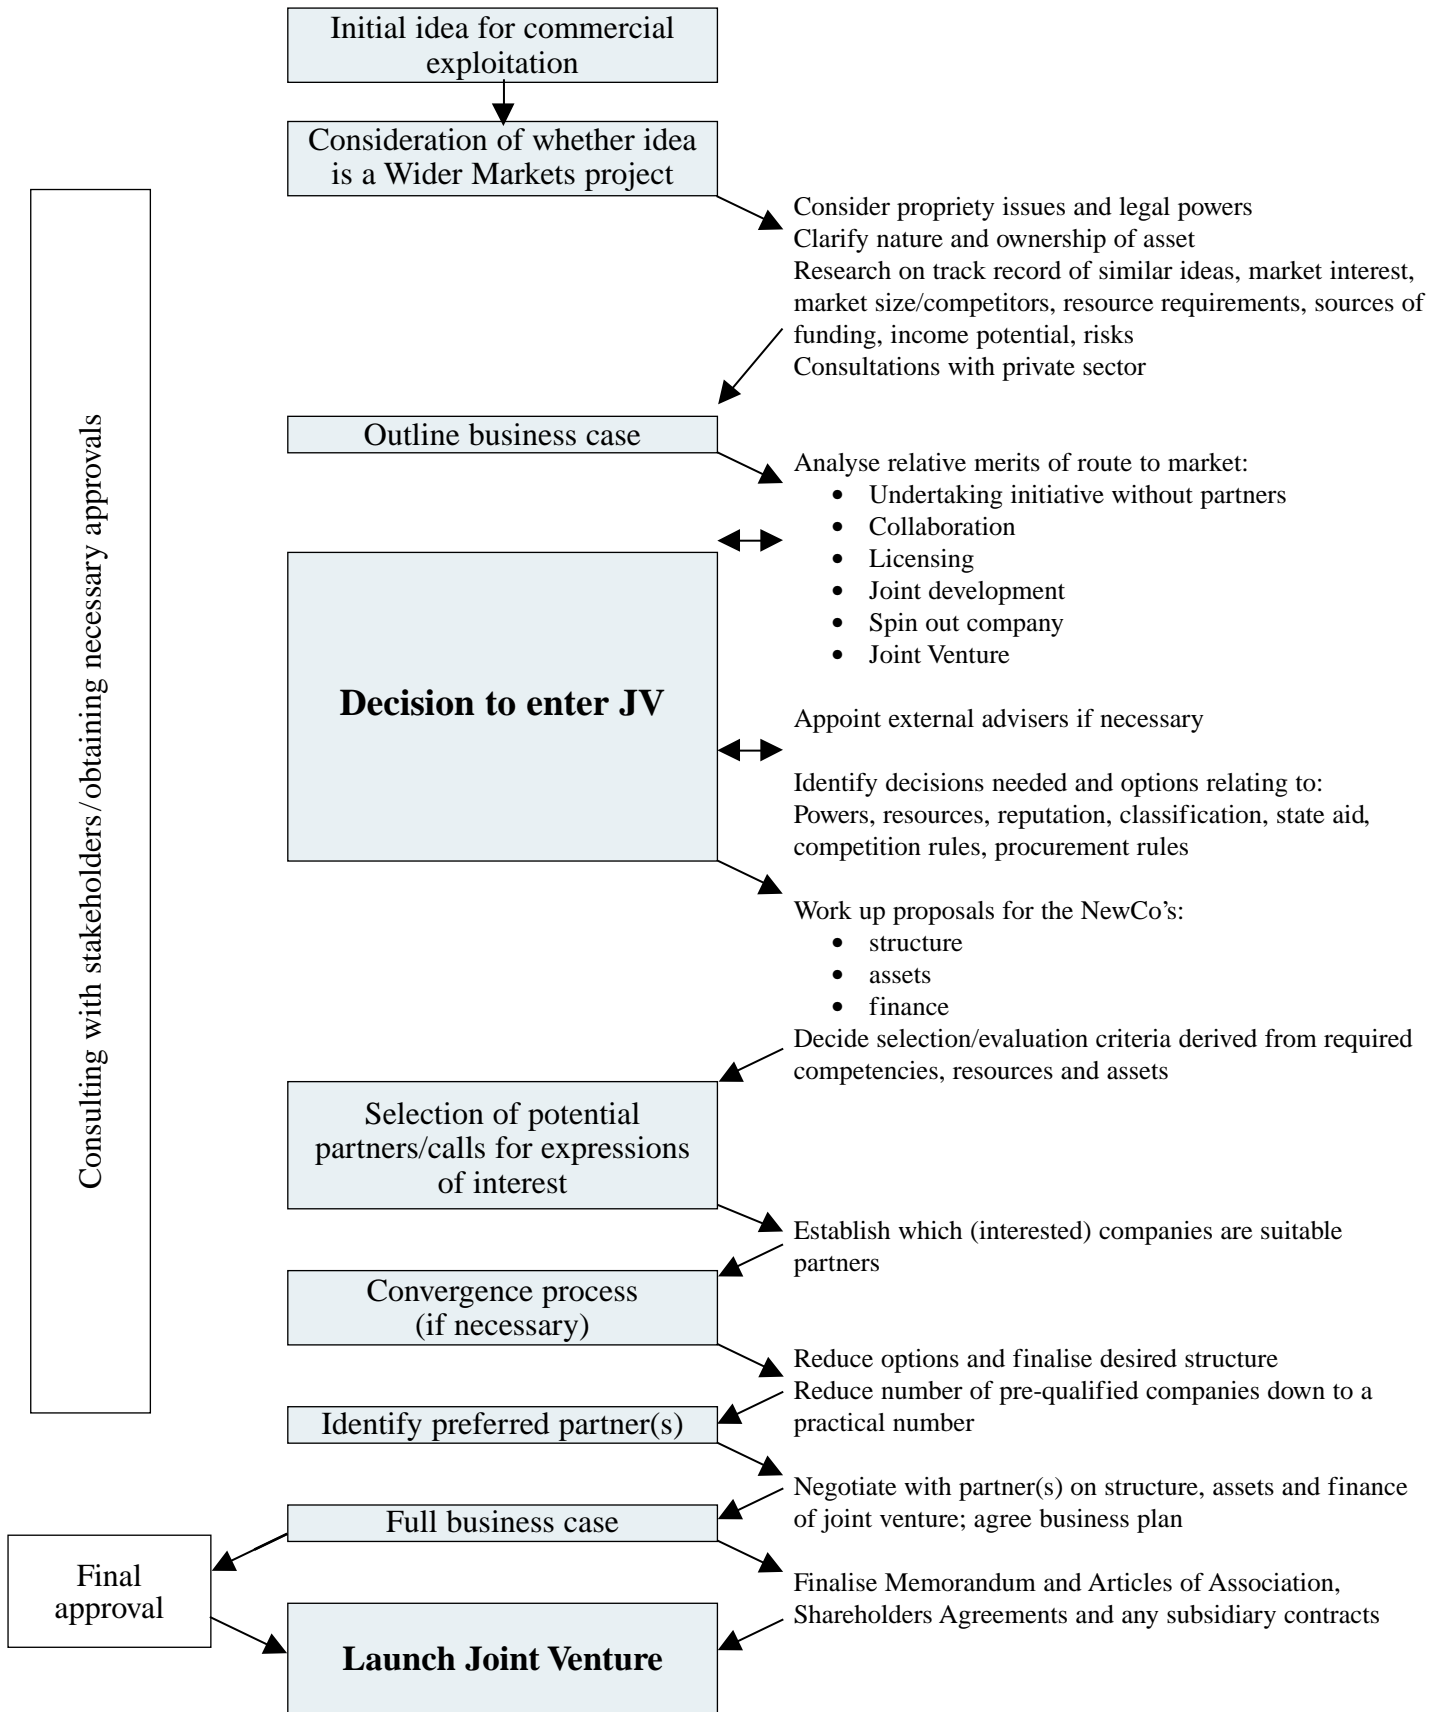 Initial idea for commercial
exploitation
Consideration of whether idea
is a Wider Markets project
Consider propriety issues and legal powers
Clarify nature and ownership of asset
Research on track record of similar ideas, market interest,
market size/competitors, resource requirements, sources of
funding, income potential, risks
Consultations with private sector
Consulting with stakeholders/obtaining necessary approvals
Outline business case
Analyse relative merits of route to market:
• Undertaking initiative without partners
• Collaboration
• Licensing
• Joint development
• Spin out company
• Joint Venture
Decision to enter JV
Appoint external advisers if necessary
Identify decisions needed and options relating to:
Powers, resources, reputation, classification, state aid,
competition rules, procurement rules
Work up proposals for the NewCo’s:
• structure
• assets
• finance
Decide selection/evaluation criteria derived from required
competencies, resources and assets
Selection of potential
partners/calls for expressions
of interest
Establish which (interested) companies are suitable
partners
Convergence process
(if necessary)
Reduce options and finalise desired structure
Reduce number of pre-qualified companies down to a
practical number
Identify preferred partner(s)
Negotiate with partner(s) on structure, assets and finance
of joint venture; agree business plan
Full business case
Final
approval
Finalise Memorandum and Articles of Association,
Shareholders Agreements and any subsidiary contracts
Launch Joint Venture